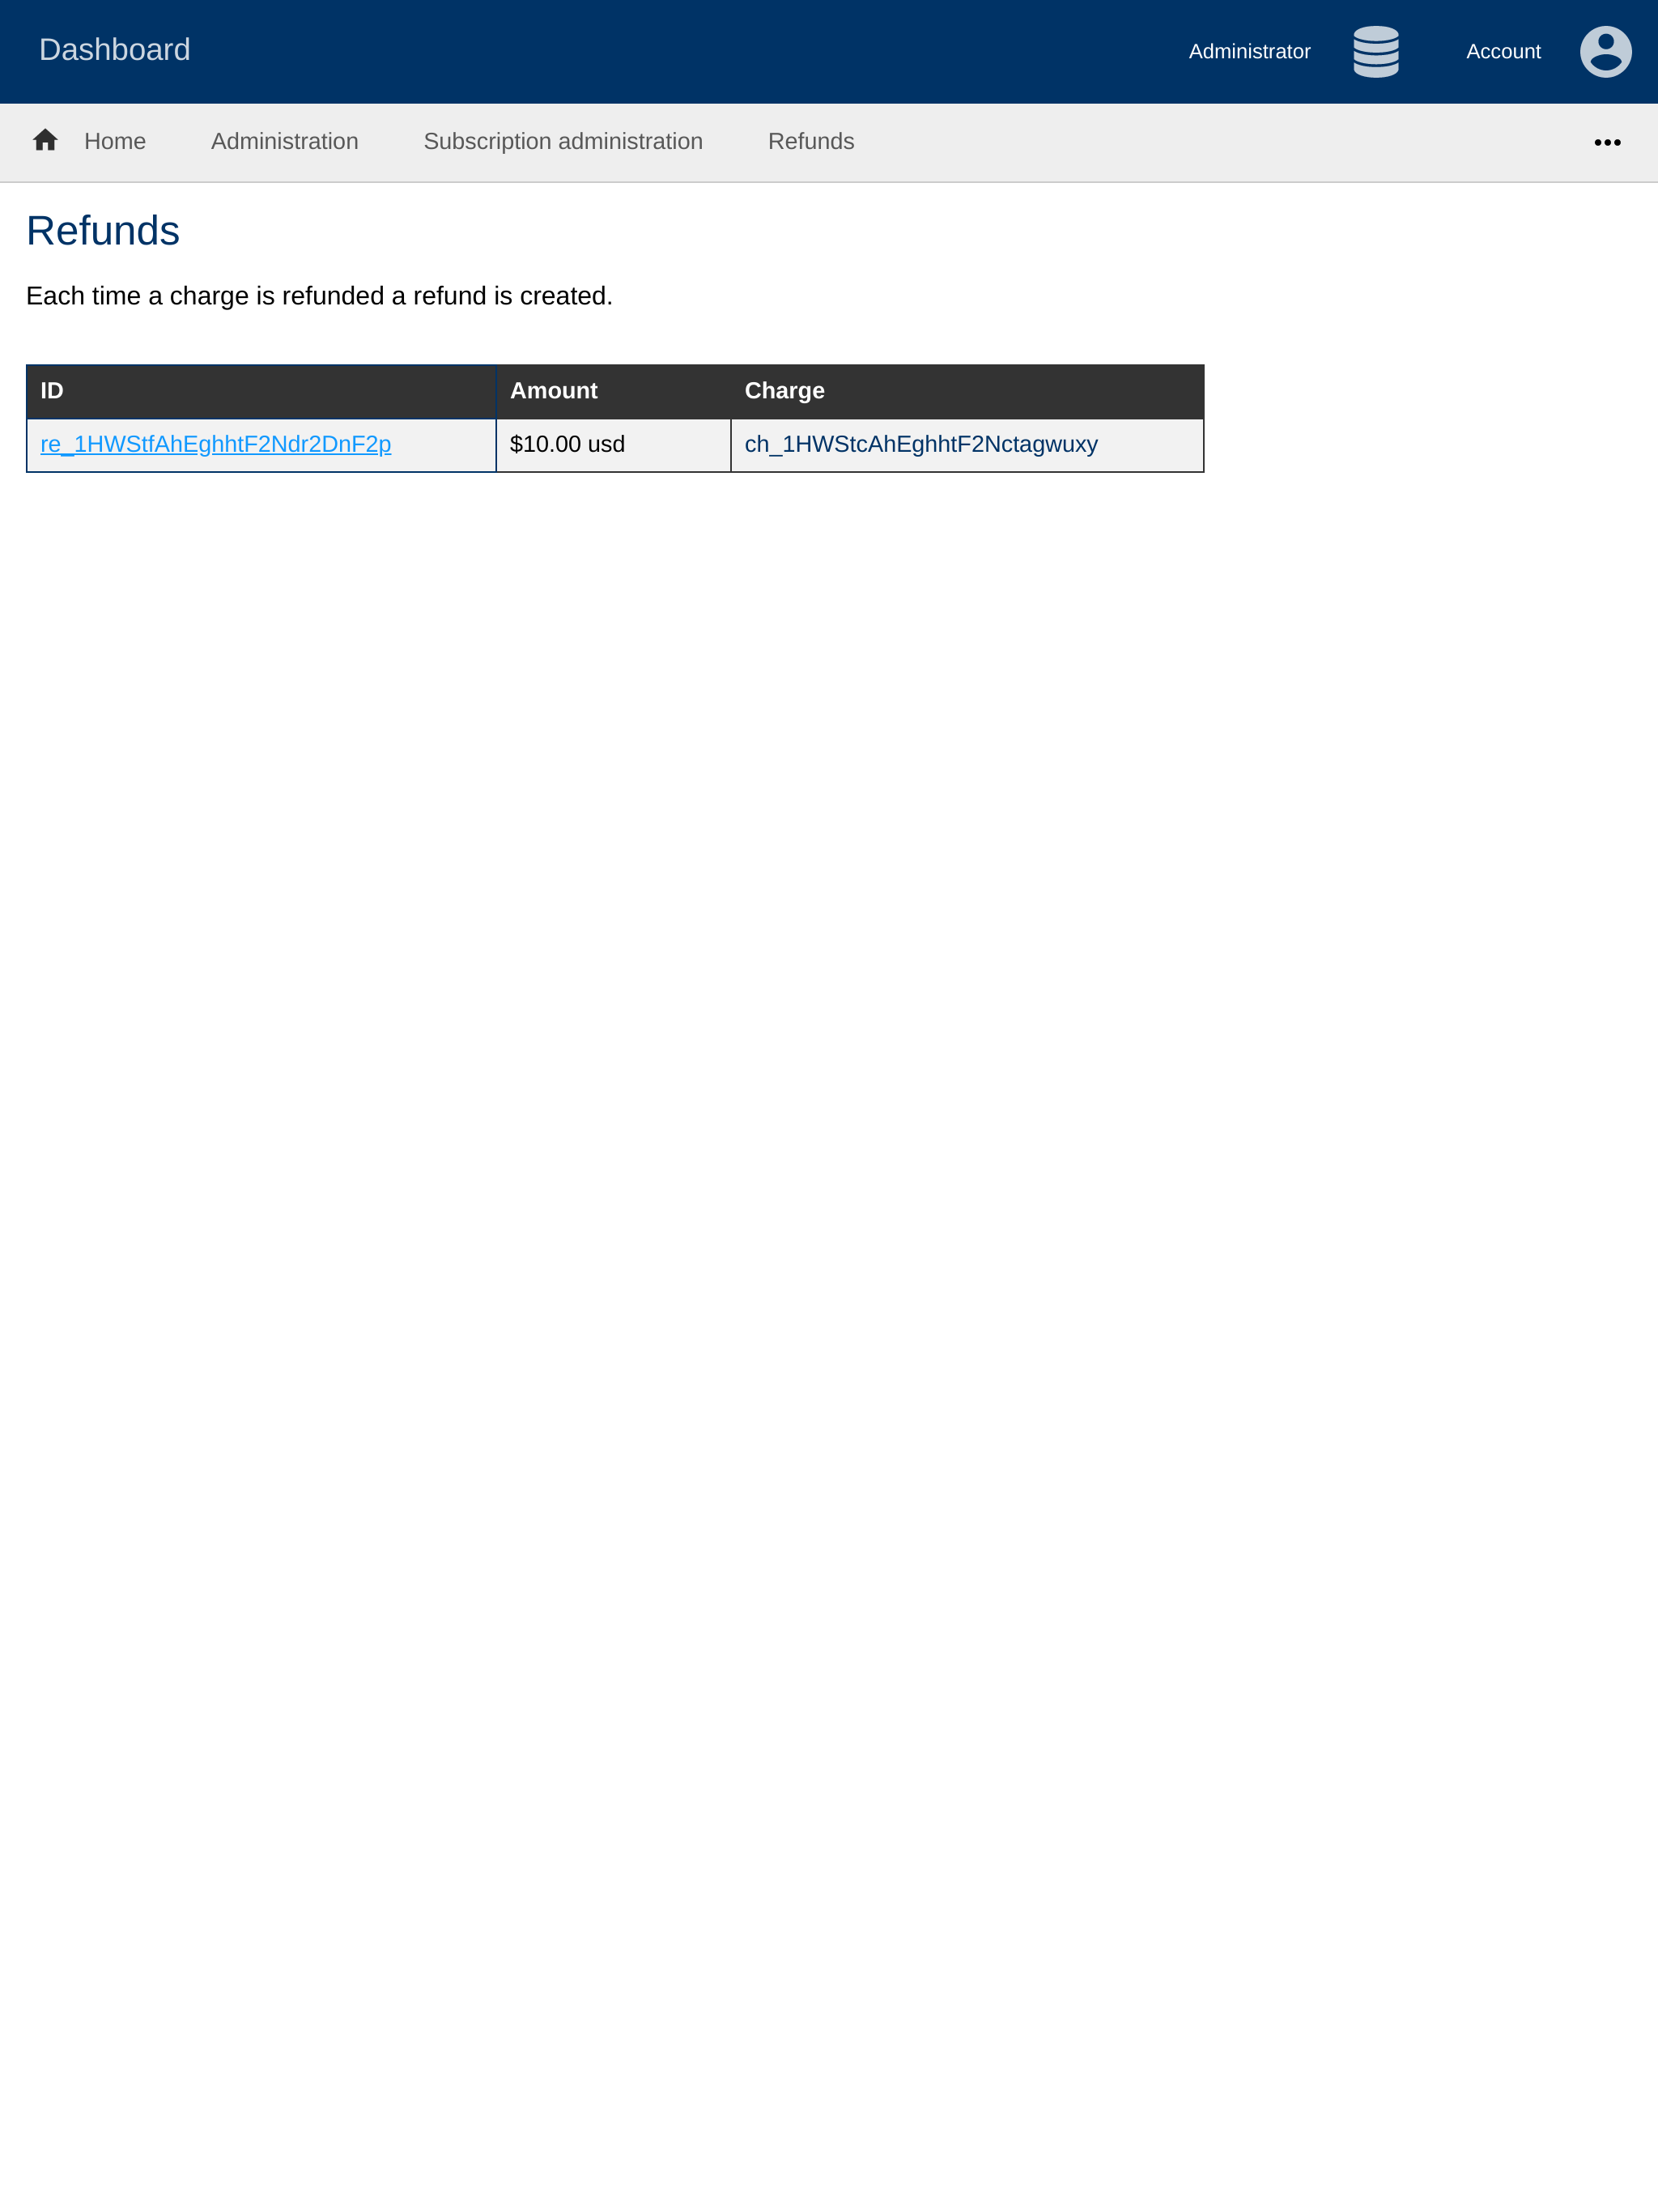 Dashboard Administrator Account
Home Administration Subscription administration Refunds
Refunds
Each time a charge is refunded a refund is created.
ID Amount Charge
re_1HWStfAhEghhtF2Ndr2DnF2p $10.00 usd ch_1HWStcAhEghhtF2Nctagwuxy